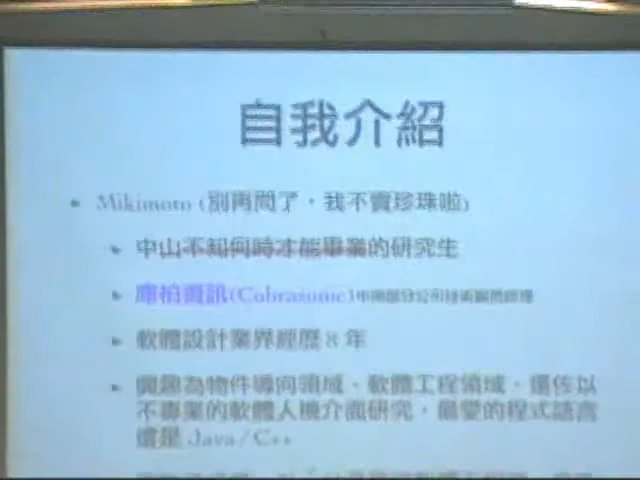 自我介紹
Mikimoto (別再問了，我不賣珍珠啦)
中山不知何時才能畢業的研究生
庫柏資訊(Cobrasonic)中南部分公司技術顧問經理
軟體設計業界經歷 8 年
興趣為物件導向領域、軟體工程領域，還佐以
不專業的軟體人機介面研究，最愛的程式語言
還是 Java / C++